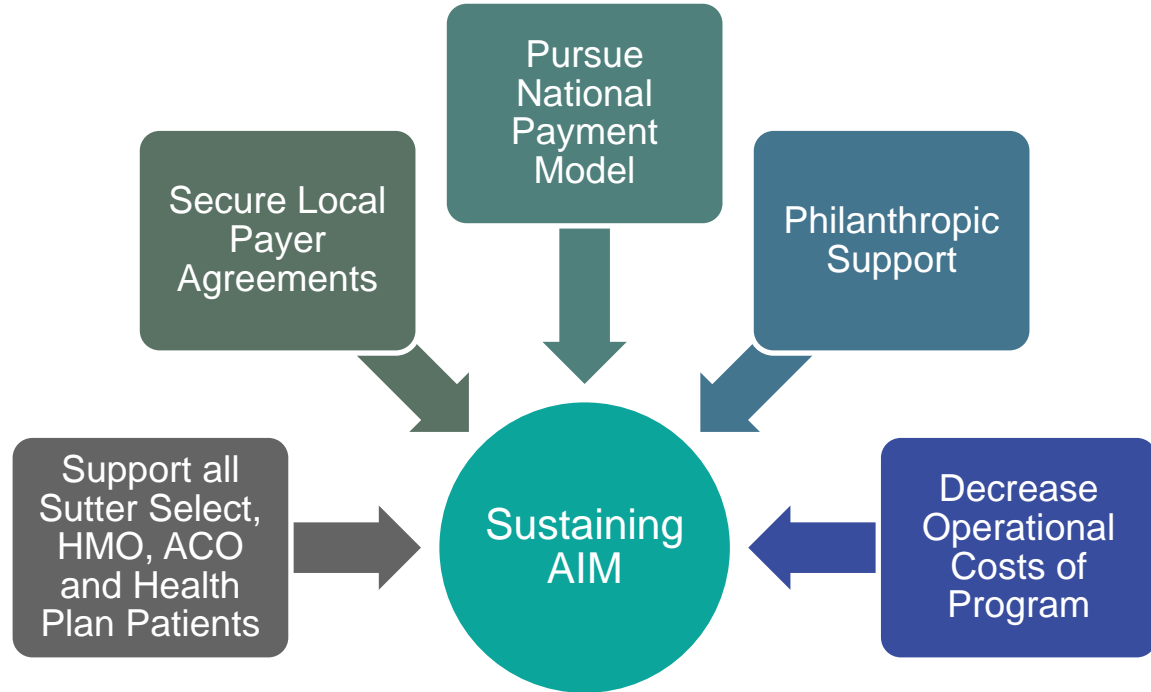 Pursue
National
Payment
Model
Secure Local
Payer
Agreements
Philanthropic
Support
Support all
Sutter Select,
HMO, ACO
and Health
Plan Patients
Sustaining
AIM
Decrease
Operational
Costs of
Program